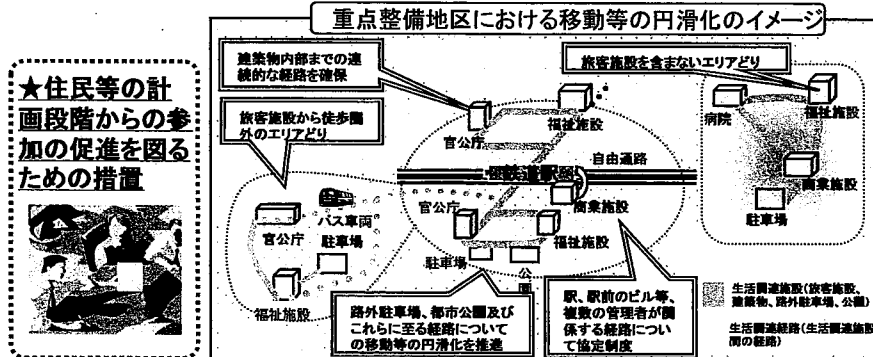 重点整備地区における移動等の円滑化のイメージ
★住民等の計
画段階からの参
加の促進を図る
ための措置
建築物内部までの連
続的な経路を確保
旅客施設から徒歩圏
外のエリアどり
旅客施設を含まないエリアどり
官公庁
福祉施設
病院
福祉施設
鉄道駅
自由通路
商業施設
商業施設
駐車場
バス車両
官公庁
駐車場
福祉施設
官公庁
駐車場
公
園
福祉施設
路外駐車場、都市公園及び
これらに至る経路について
の移動等の円滑化を推進
駅、駅前のビル等、
複数の管理者が関
係する経路につい
て協定制度
生活関連施設(旅客施設、
建築物、路外駐車場、公園)
生活関連経路(生活関連施設
間の経路)